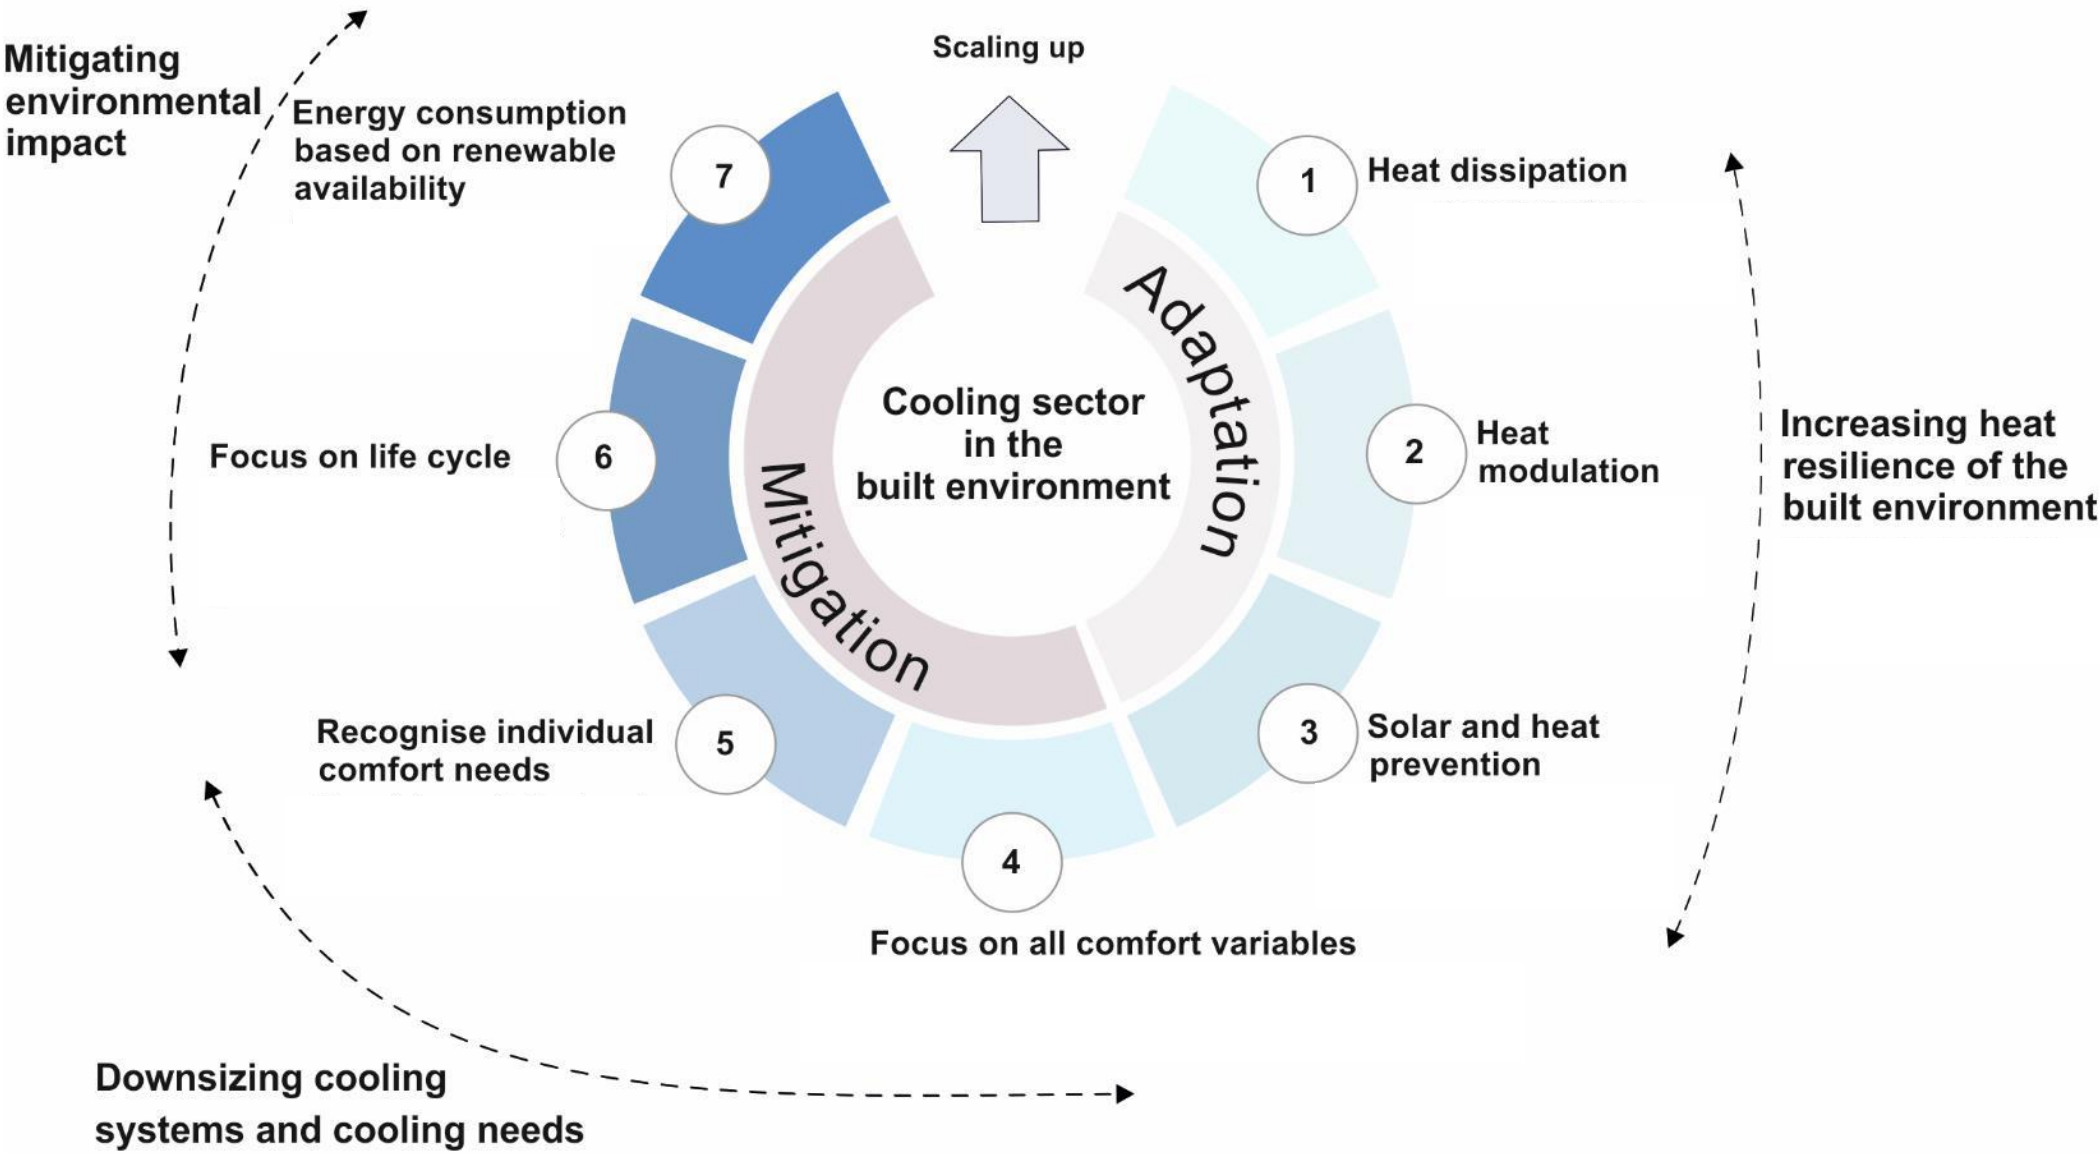 Scaling up
Mitigating
environmental
impact
Energy consumption
based on renewable
availability
7
1
Heat dissipation
Adaptation
Cooling sector
in the
built environment
Mitigation
Focus on life cycle
6
2
Heat
modulation
Increasing heat
resilience of the
built environment
Recognise individual
comfort needs
5
3
Solar and heat
prevention
4
Focus on all comfort variables
Downsizing cooling
systems and cooling needs